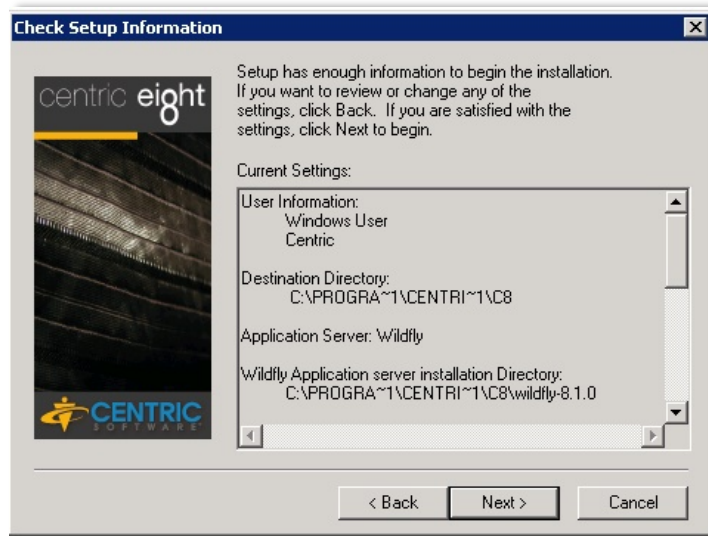 Check Setup Information
centric eight
Setup has enough information to begin the installation.
If you want to review or change any of the
settings, click Back. If you are satisfied with the
settings, click Next to begin.
Current Settings:
User Information:
Windows User
Centric
Destination Directory:
C:\PROGRA~1\CENTRI~1\C8
Application Server: Wildfly
Wildfly Application server installation Directory:
C:\PROGRA~1\CENTRI~1\C8\wildfly-8.1.0
CENTRIC
SOFTWARE
< Back
Next >
Cancel